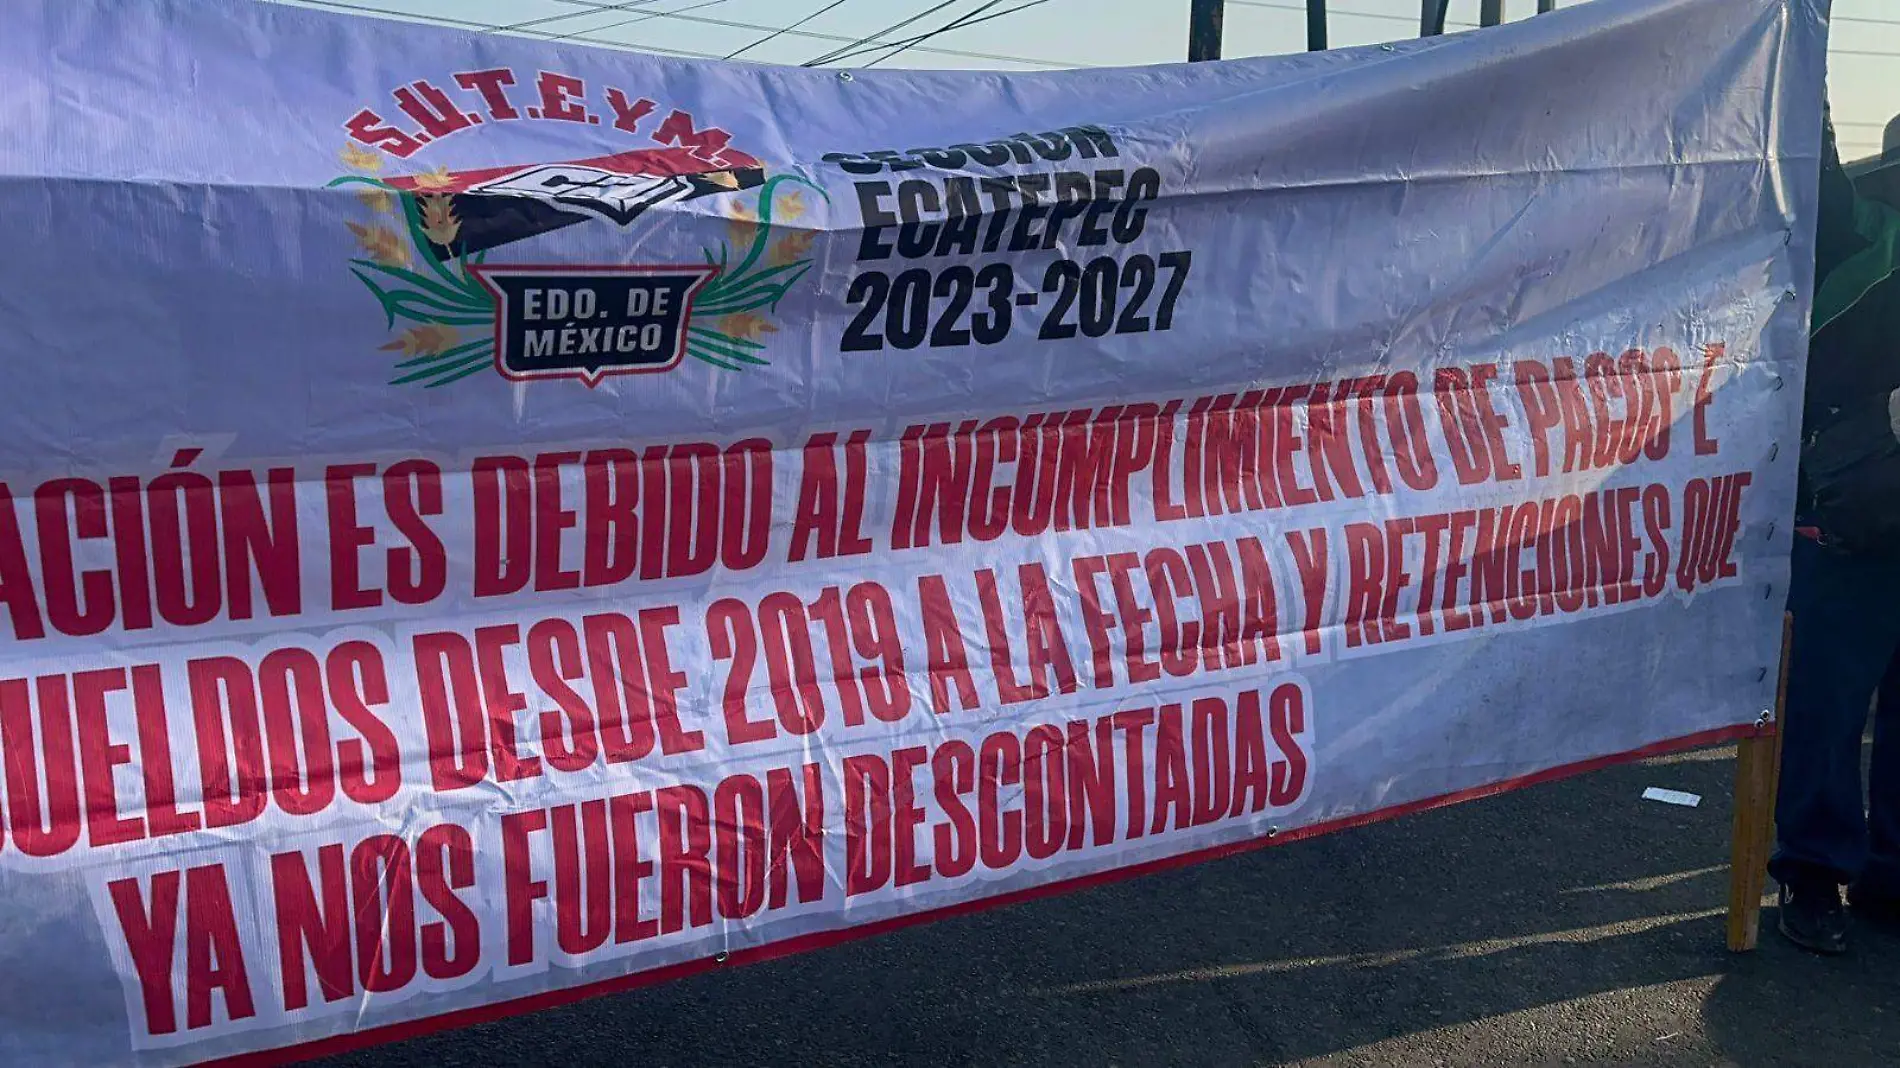 S.U.T.E.Y M.
EDO. DE
MÉXICO
SECCIÓN
ECATEPEC
2023-2027
ACIÓN ES DEBIDO AL INCUMPLIMIENTO DE PAGOS E
UELDOS DESDE 2019 A LA FECHA Y RETENCIONES QUE
YA NOS FUERON DESCONTADAS